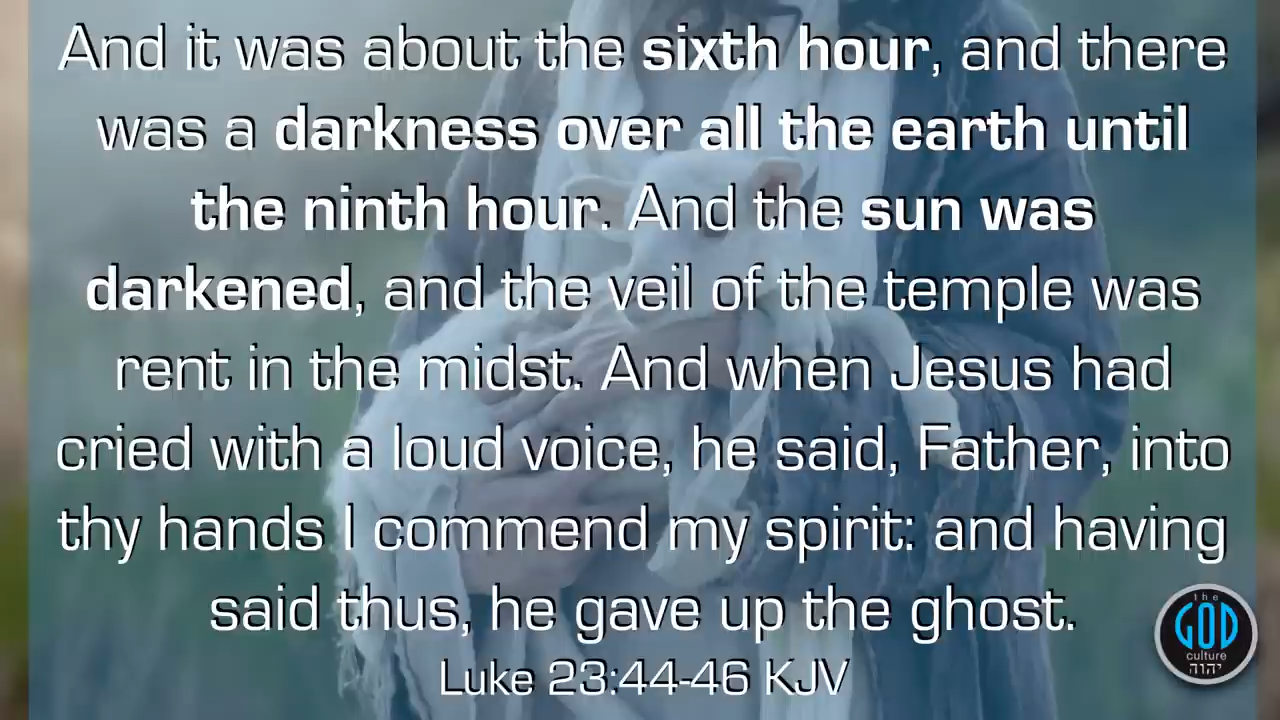 And it was about the sixth hour, and there
was a darkness over all the earth until
the ninth hour. And the sun was
darkened, and the veil of the temple was
rent in the midst. And when Jesus had
cried with a loud voice, he said, Father, into
thy hands I commend my spirit: and having
said thus, he gave up the ghost.
Luke 23:44-46 KJV
the
GOD
culture
יהוה